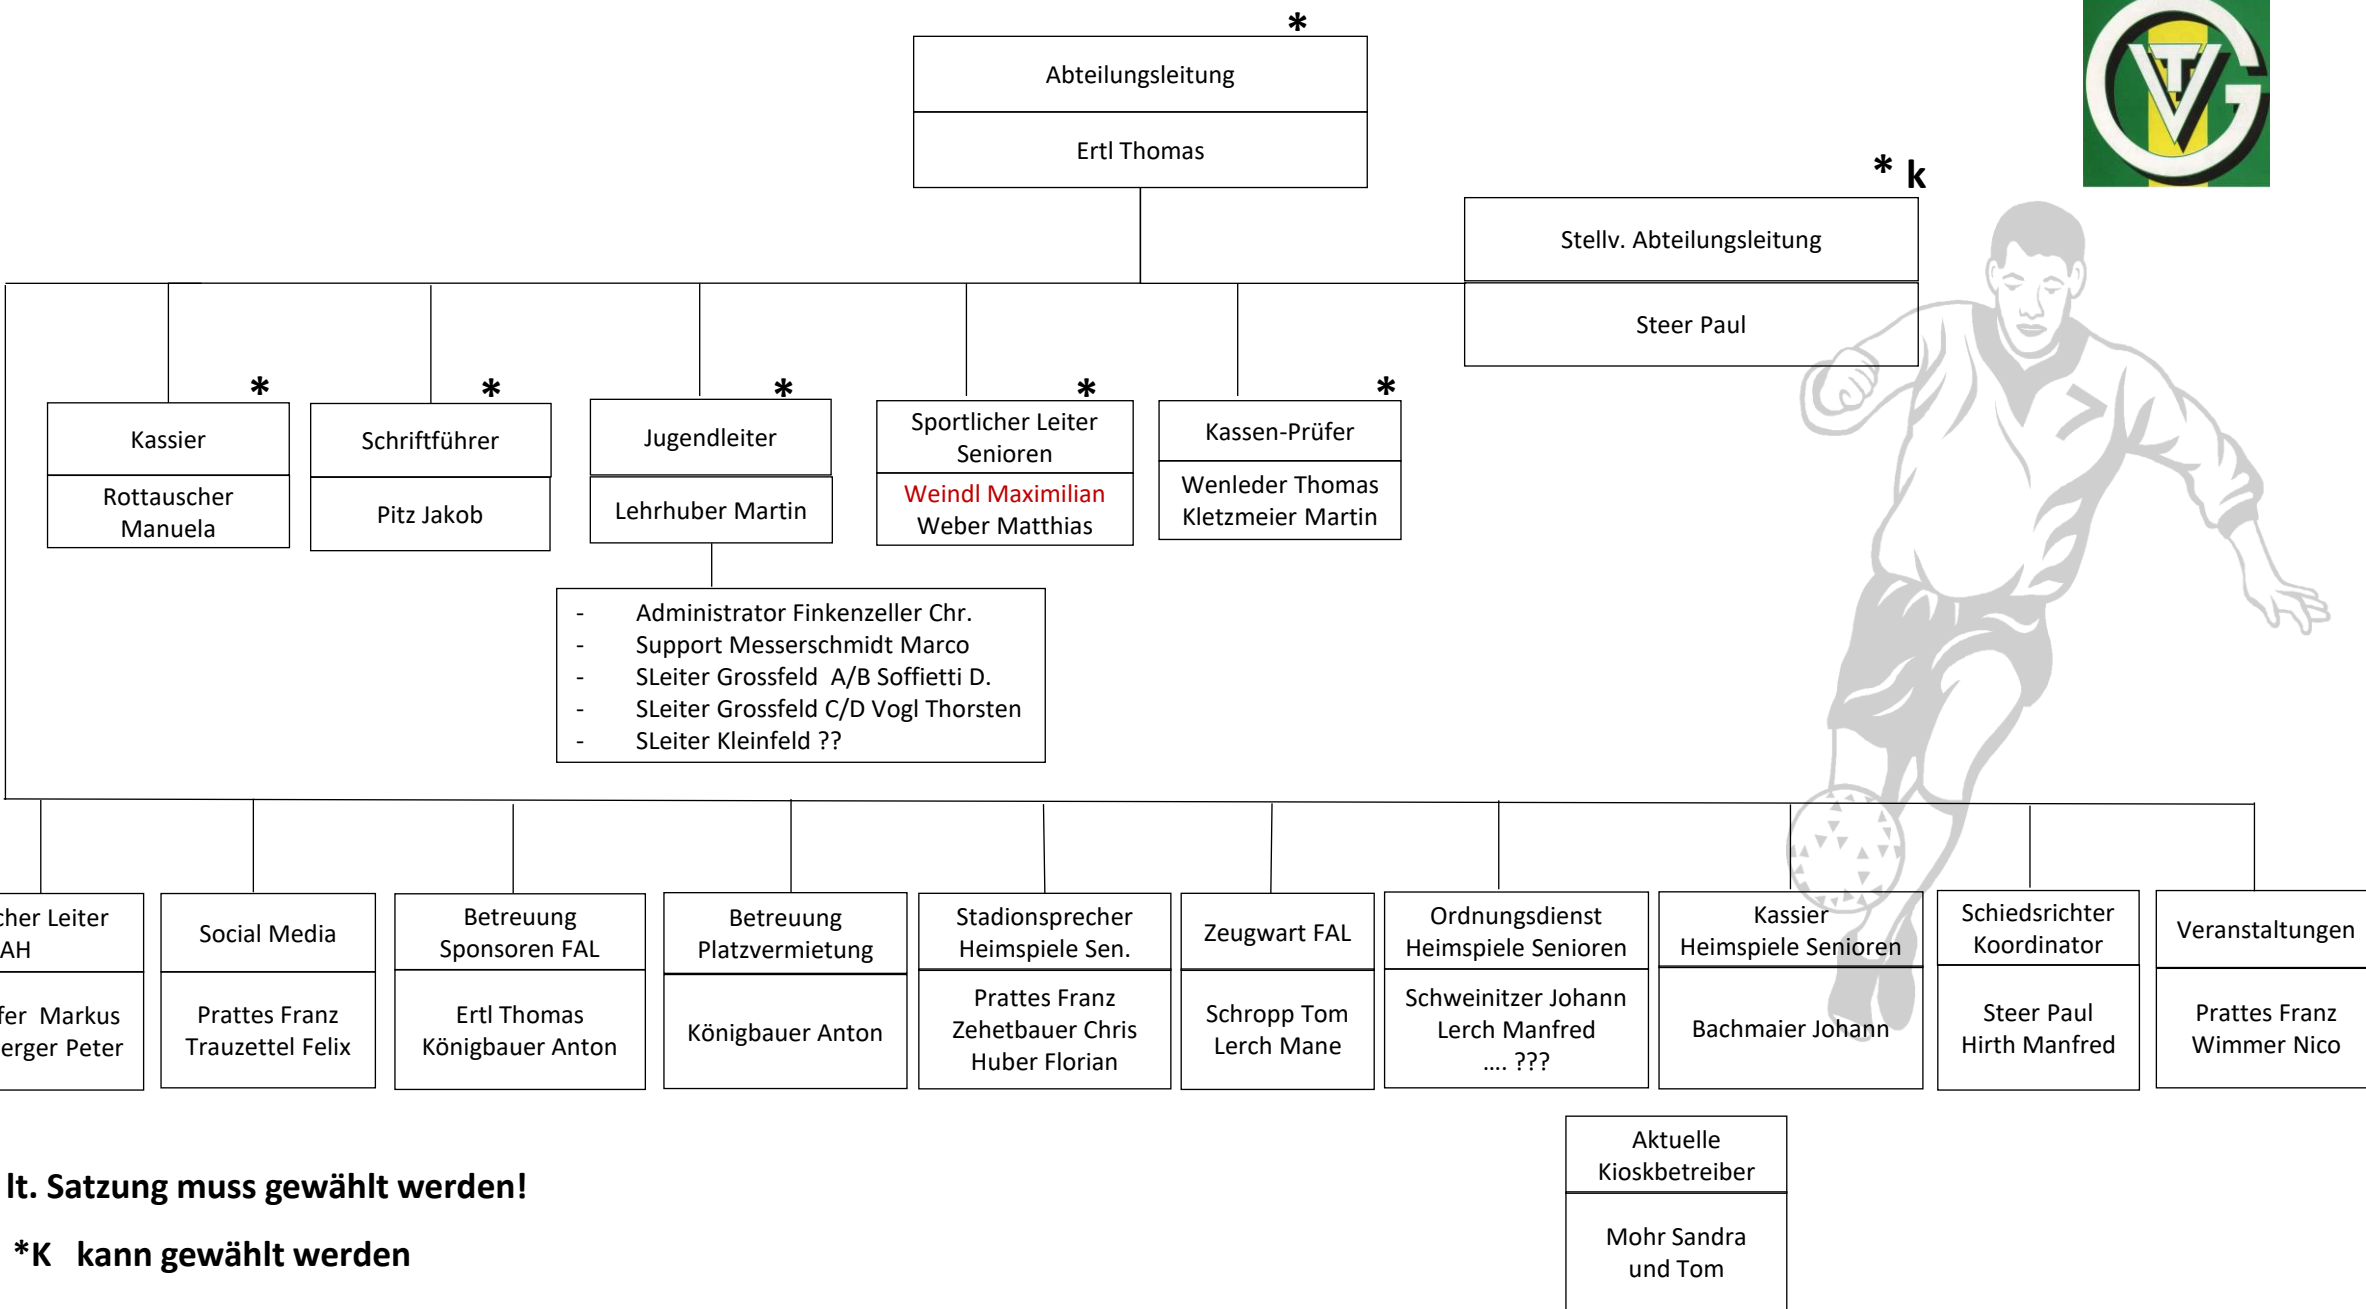 *
Abteilungsleitung
Ertl Thomas
* k
Stellv. Abteilungsleitung
Steer Paul
*
Kassier
Rottauscher
Manuela
*
Schriftführer
Pitz Jakob
*
Jugendleiter
Lehrhuber Martin
*
Sportlicher Leiter
Senioren
Weindl Maximilian
Weber Matthias
*
Kassen-Prüfer
Wenleder Thomas
Kletzmeier Martin
- Administrator Finkenzeller Chr.
- Support Messerschmidt Marco
- SLeiter Grossfeld A/B Soffietti D.
- SLeiter Grossfeld C/D Vogl Thorsten
- SLeiter Kleinfeld ??
Leiter
AH
Markus
Peter
Social Media
Prattes Franz
Trauzettel Felix
Betreuung
Sponsoren FAL
Ertl Thomas
Königbauer Anton
Betreuung
Platzvermietung
Königbauer Anton
Stadionsprecher
Heimspiele Sen.
Prattes Franz
Zehetbauer Chris
Huber Florian
Zeugwart FAL
Schropp Tom
Lerch Mane
Ordnungsdienst
Heimspiele Senioren
Schweinitzer Johann
Lerch Manfred
.... ???
Kassier
Heimspiele Senioren
Bachmaier Johann
Schiedsrichter
Koordinator
Steer Paul
Hirth Manfred
Veranstaltungen
Prattes Franz
Wimmer Nico
Aktuelle
Kioskbetreiber
Mohr Sandra
und Tom
lt. Satzung muss gewählt werden!
*K kann gewählt werden
TVG
7